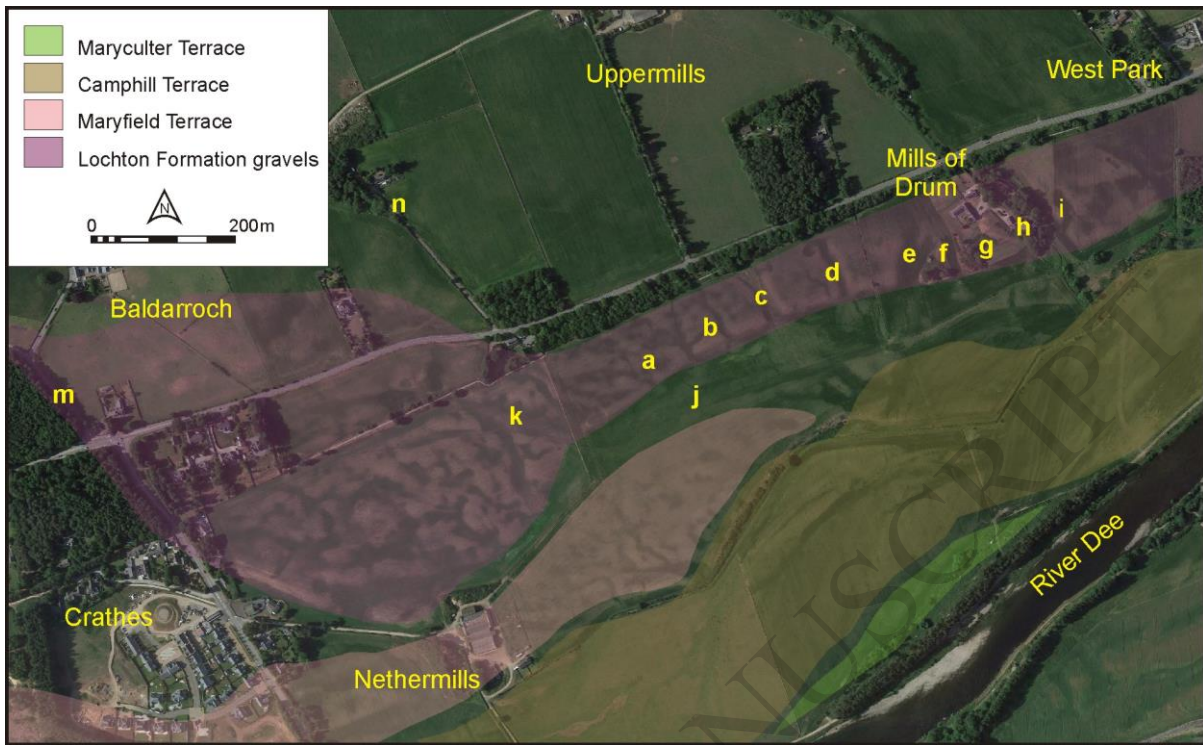 Maryculter Terrace
Camphill Terrace
Maryfield Terrace
Lochton Formation gravels
N
0 200m
Uppermills
West Park
Mills of
Drum
n
i
h
g
f
e
d
c
b
a
Baldarroch
m
k
j
Crathes
Nethermills
River Dee
NUSCRIPT